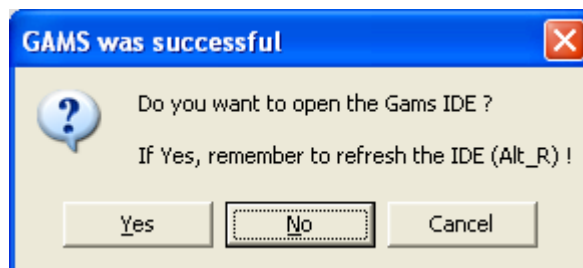 GAMS was successful
Do you want to open the Gams IDE ?
If Yes, remember to refresh the IDE (Alt_R) !
Yes No Cancel